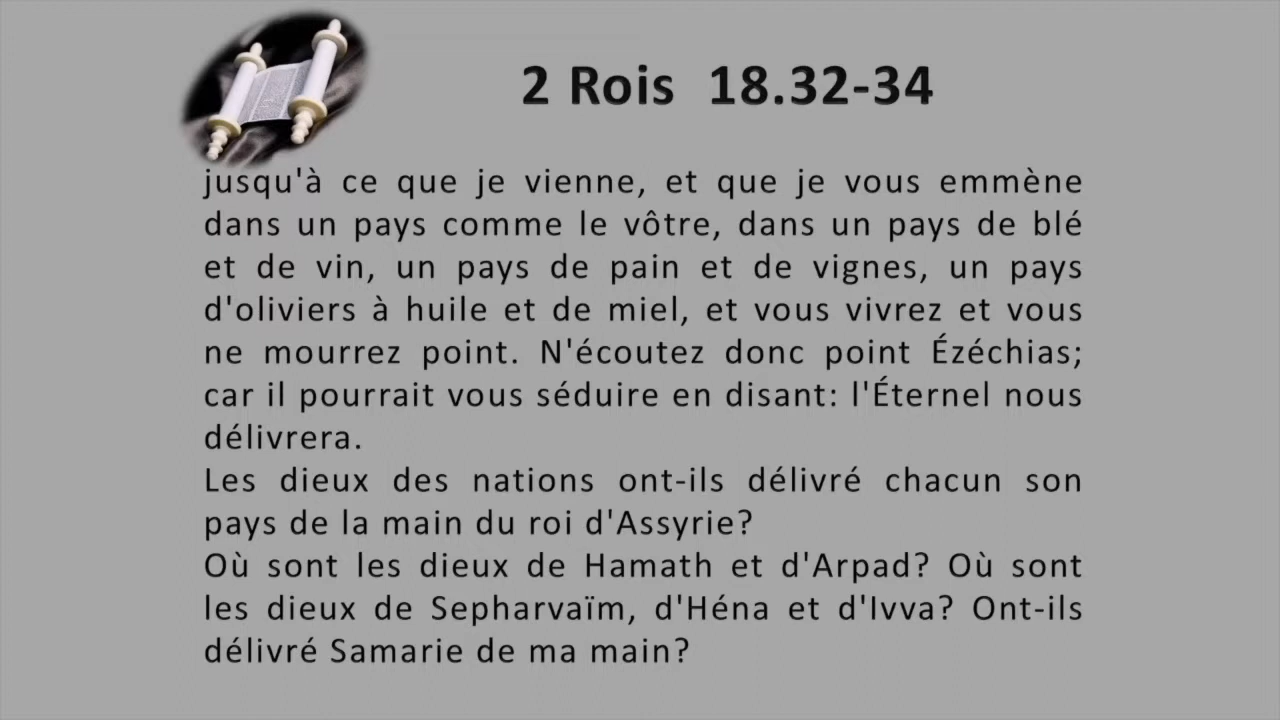 2 Rois 18.32-34
jusqu'à ce que je vienne, et que je vous emmène
dans un pays comme le vôtre, dans un pays de blé
et de vin, un pays de pain et de vignes, un pays
d'oliviers à huile et de miel, et vous vivrez et vous
ne mourrez point. N'écoutez donc point Ézéchias;
car il pourrait vous séduire en disant: l'Éternel nous
délivrera.
Les dieux des nations ont-ils délivré chacun son
pays de la main du roi d'Assyrie?
Où sont les dieux de Hamath et d'Arpad? Où sont
les dieux de Sepharvaïm, d'Héna et d'Ivva? Ont-ils
délivré Samarie de ma main?